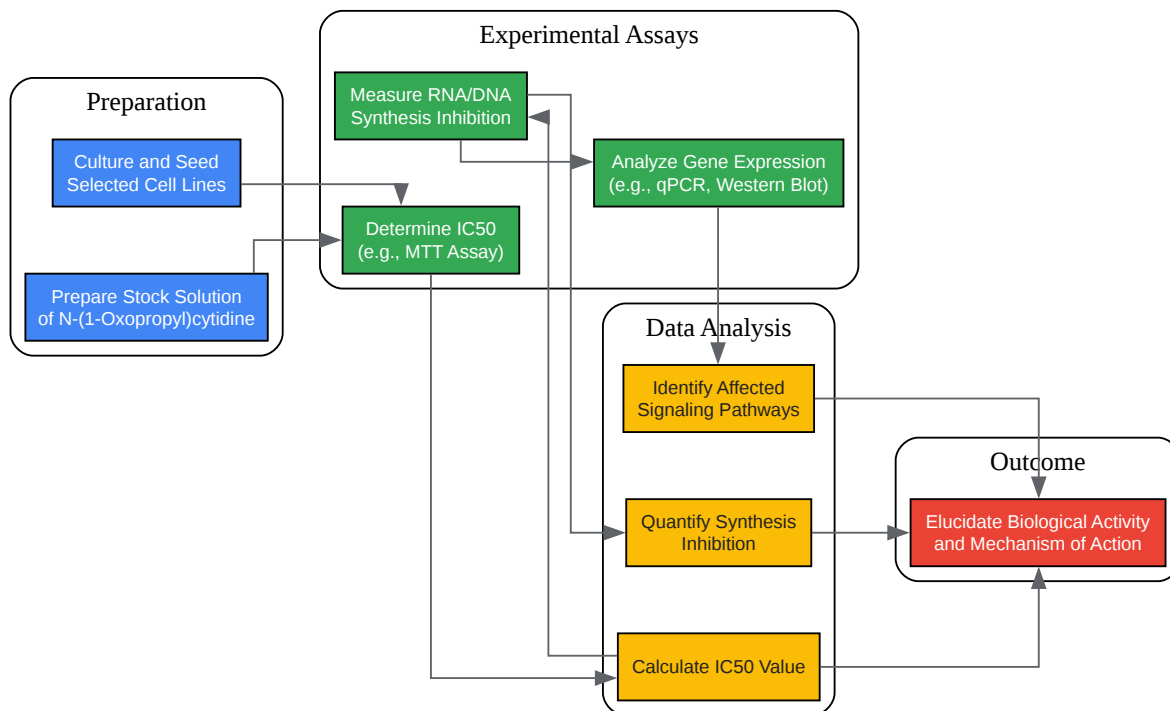 Experimental Assays
Preparation
Measure RNA/DNA
Synthesis Inhibition
Culture and Seed
Selected Cell Lines
Analyze Gene Expression
(e.g., qPCR, Western Blot)
Determine IC50
(e.g., MTT Assay)
Prepare Stock Solution
of N-(1-Oxopropyl)cytidine
Data Analysis
Identify Affected
Signaling Pathways
Outcome
Quantify Synthesis
Inhibition
Elucidate Biological Activity
and Mechanism of Action
Calculate IC50 Value